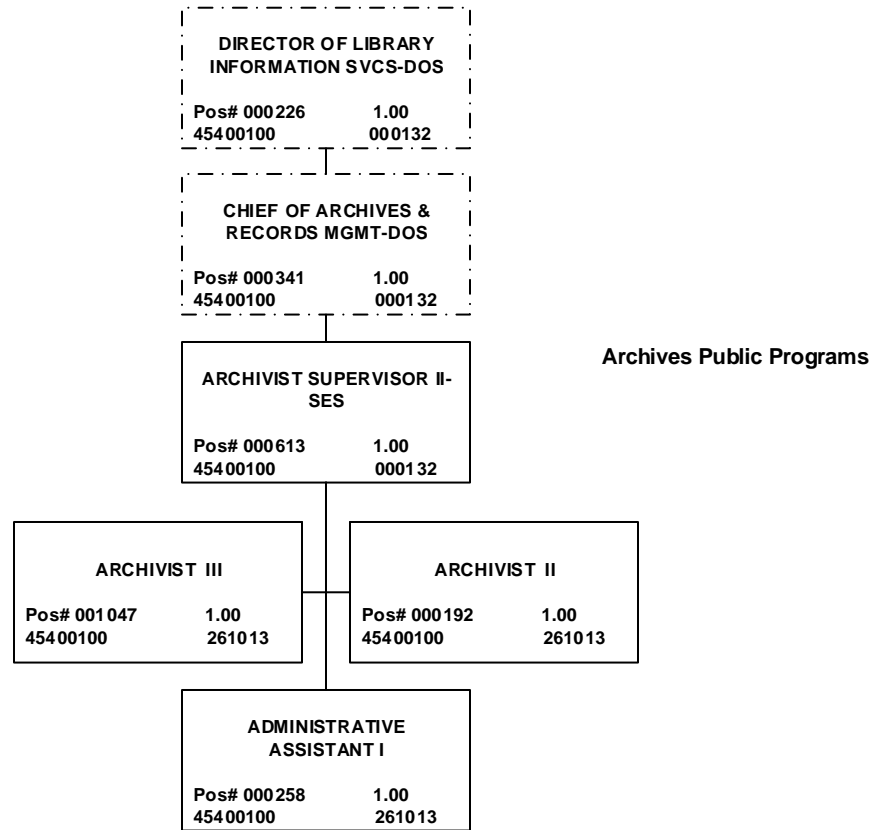 DIRECTOR OF LIBRARY
INFORMATION SVCS-DOS
Pos# 000226 1.00
45400100 000132
CHIEF OF ARCHIVES &
RECORDS MGMT-DOS
Pos# 000341 1.00
45400100 000132
Archives Public Programs
ARCHIVIST SUPERVISOR II-
SES
Pos# 000613 1.00
45400100 000132
ARCHIVIST III
Pos# 001047 1.00
45400100 261013
ARCHIVIST II
Pos# 000192 1.00
45400100 261013
ADMINISTRATIVE
ASSISTANT I
Pos# 000258 1.00
45400100 261013